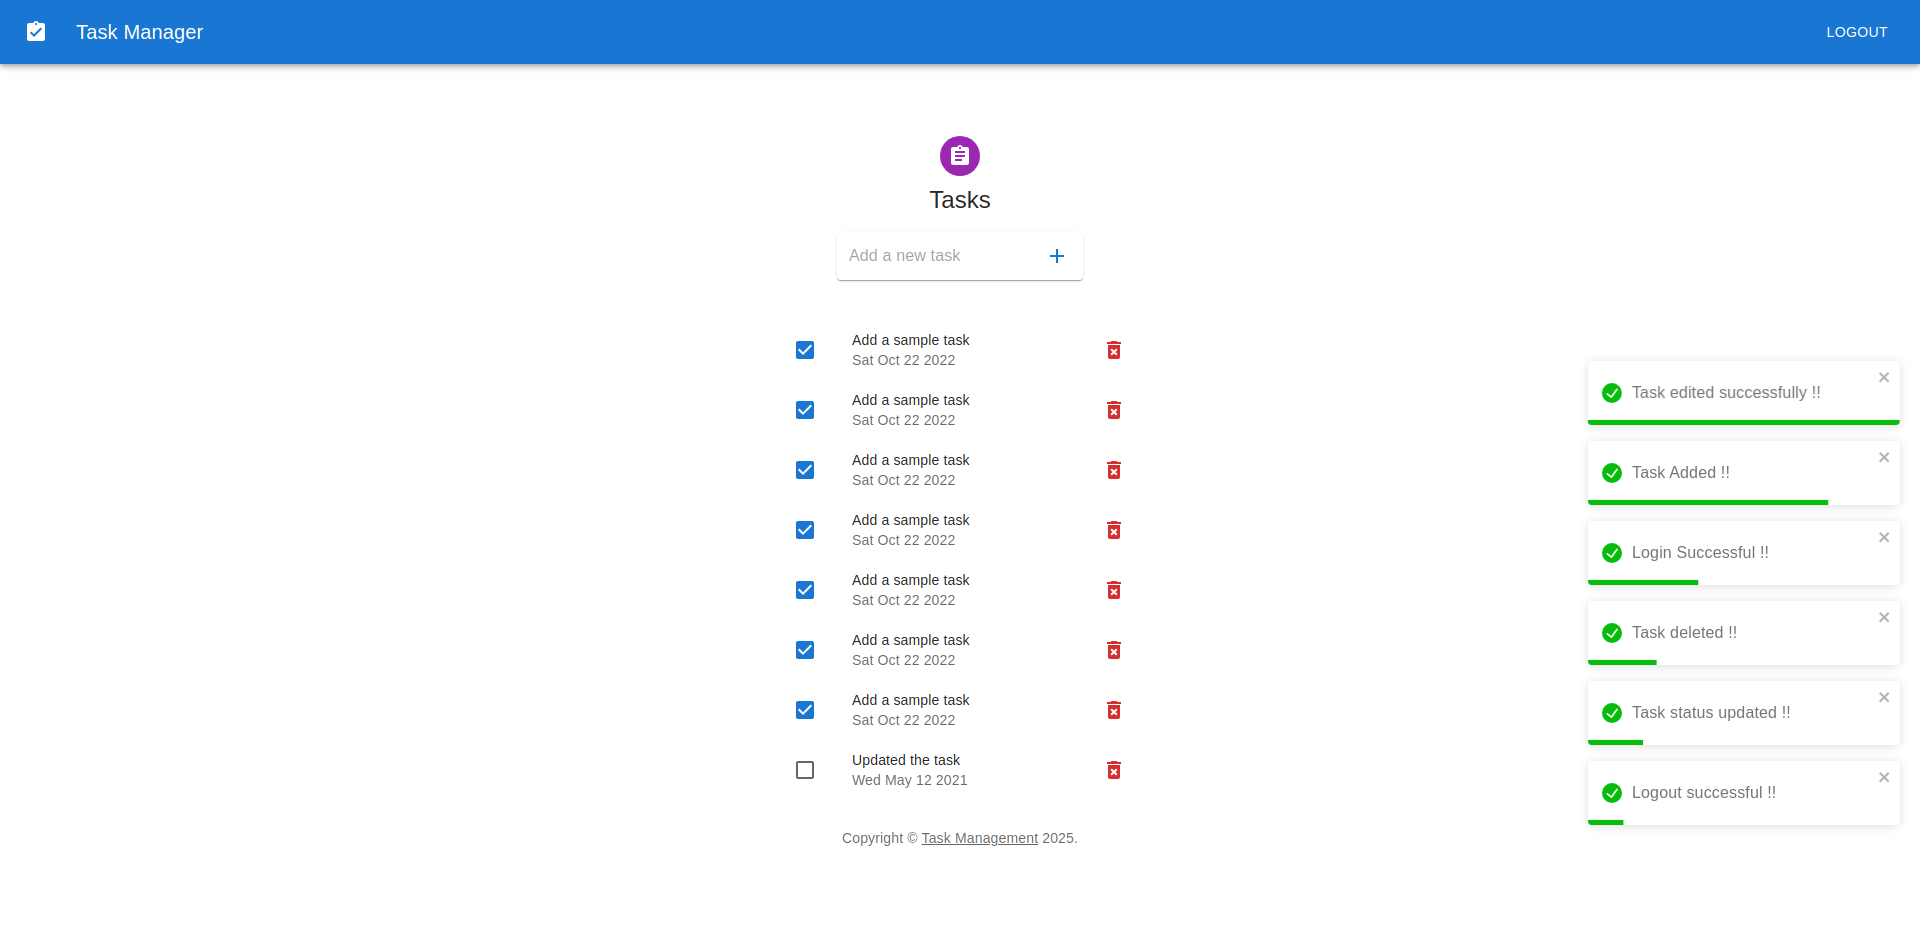 Task Manager
LOGOUT
Tasks
Add a new task
Add a sample task
Sat Oct 22 2022
Add a sample task
Sat Oct 22 2022
Add a sample task
Sat Oct 22 2022
Add a sample task
Sat Oct 22 2022
Add a sample task
Sat Oct 22 2022
Add a sample task
Sat Oct 22 2022
Add a sample task
Sat Oct 22 2022
Updated the task
Wed May 12 2021
Copyright © Task Management 2025.
Task edited successfully !!
Task Added !!
Login Successful !!
Task deleted !!
Task status updated !!
Logout successful !!